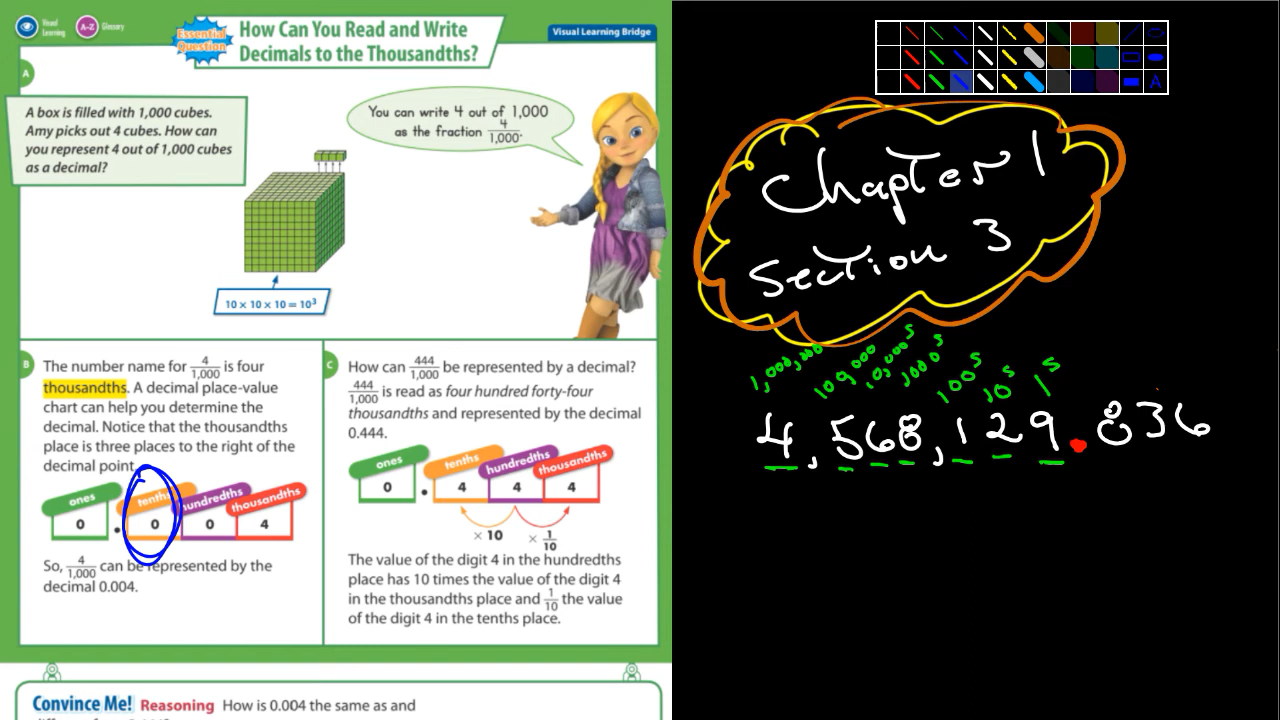 Visual
Learning
A-Z
Glossary
Essential
Question
How Can You Read and Write
Decimals to the Thousandths?
Visual Learning Bridge
A
A box is filled with 1,000 cubes.
Amy picks out 4 cubes. How can
you represent 4 out of 1,000 cubes
as a decimal?
You can write 4 out of 1,000
as the fraction 4/1,000.
10 × 10 × 10 = 10³
B
The number name for 4/1,000 is four
thousandths. A decimal place-value
chart can help you determine the
decimal. Notice that the thousandths
place is three places to the right of the
decimal point.
ones tenths hundredths thousandths
0 . 0 0 4
So, 4/1,000 can be represented by the
decimal 0.004.
C
How can 444/1,000 be represented by a decimal?
444/1,000 is read as four hundred forty-four
thousandths and represented by the decimal
0.444.
ones tenths hundredths thousandths
0 . 4 4 4
× 10 × 1/10
The value of the digit 4 in the hundredths
place has 10 times the value of the digit 4
in the thousandths place and 1/10 the value
of the digit 4 in the tenths place.
Convince Me! Reasoning How is 0.004 the same as and
A
Chapter 1
Section 3
1,000,000 100,000 10,000s 1000s 100s 10s 1s
4,568,129.836